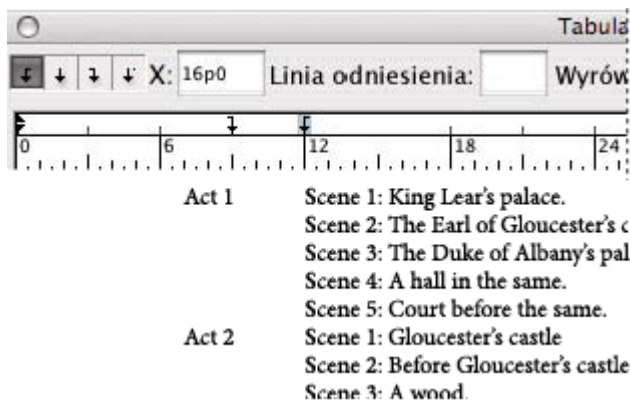 Tabula
X: 16p0 Linia odniesienia: Wyrów
0 6 12 18 24
Act 1 Scene 1: King Lear's palace.
Scene 2: The Earl of Gloucester's c
Scene 3: The Duke of Albany's pal
Scene 4: A hall in the same.
Scene 5: Court before the same.
Act 2 Scene 1: Gloucester's castle
Scene 2: Before Gloucester's castle
Scene 3: A wood.